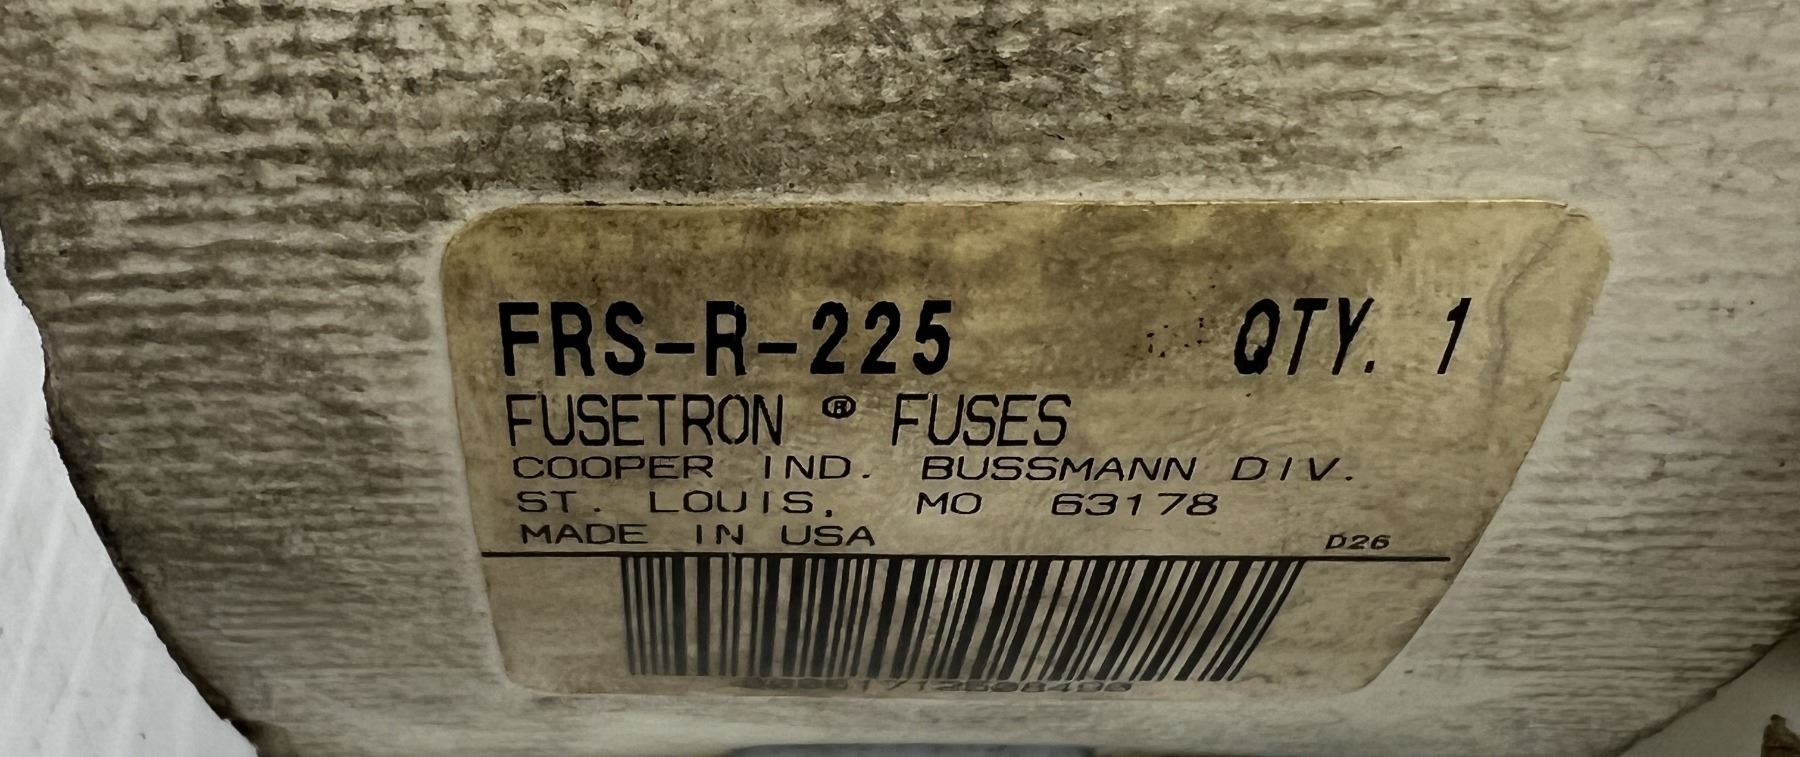 FRS-R-225 QTY. 1
FUSETRON ® FUSES
COOPER IND. BUSSMANN DIV.
ST. LOUIS, MO 63178
MADE IN USA D26